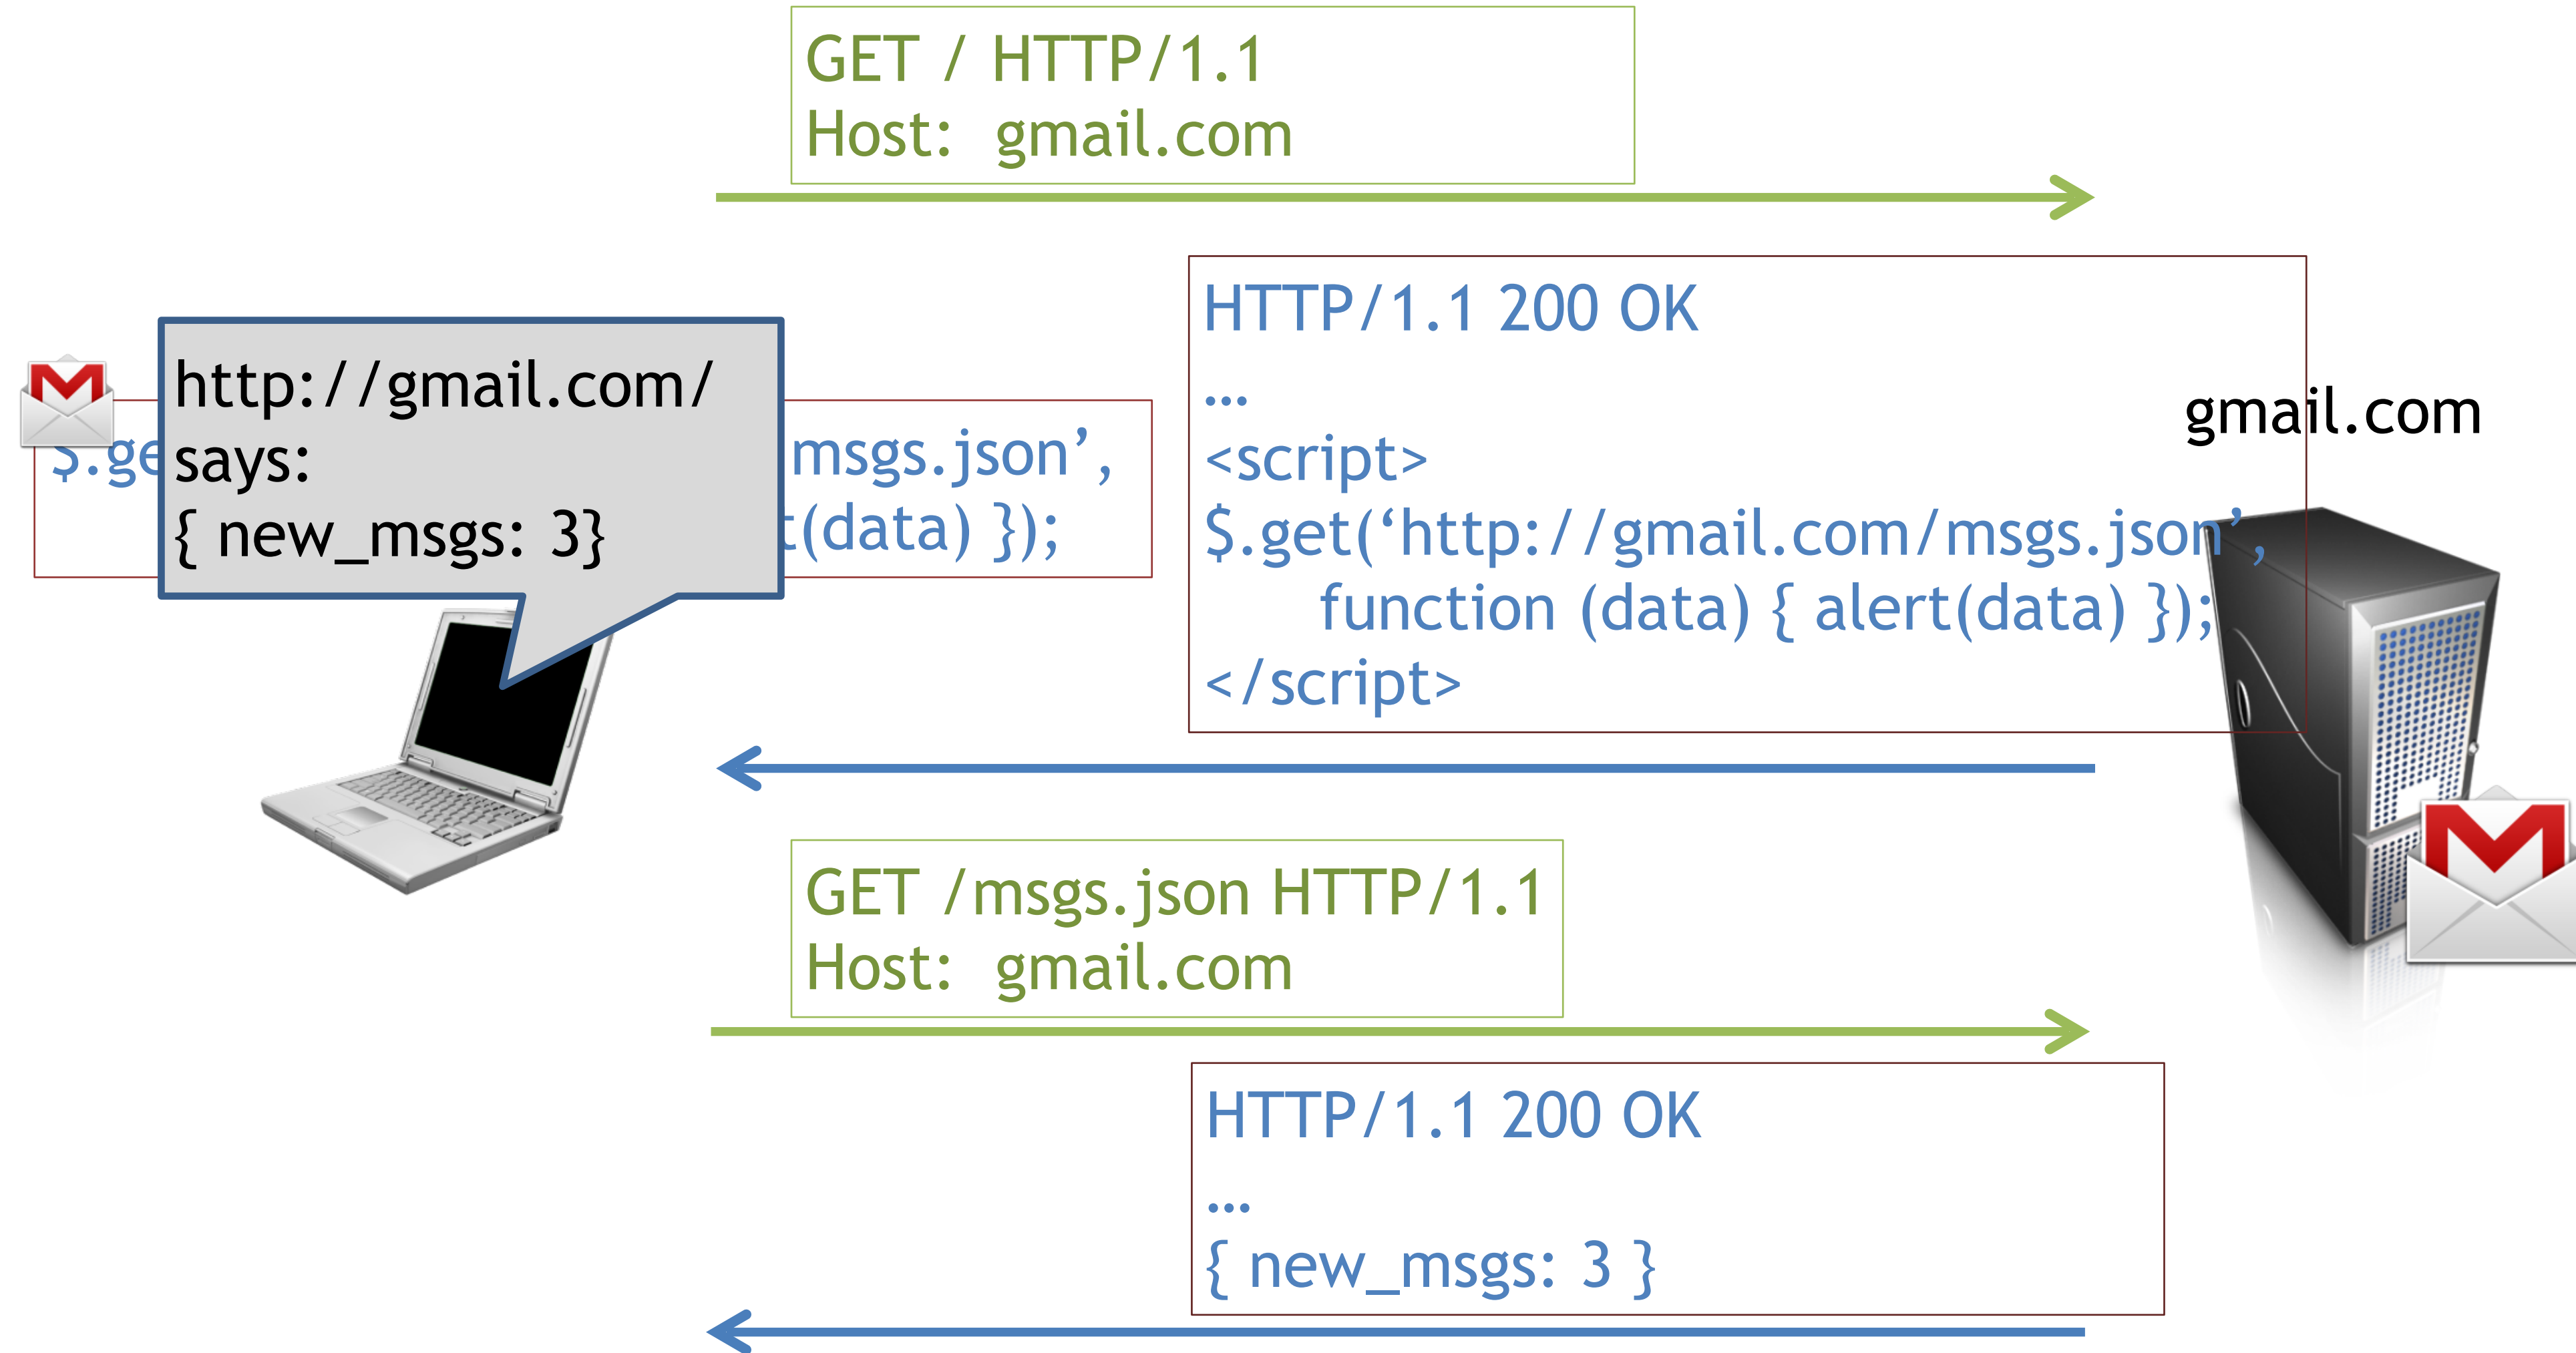 GET / HTTP/1.1
Host: gmail.com
http://gmail.com/
says:
{ new_msgs: 3}
msgs.json’,
(data) });
HTTP/1.1 200 OK
…
<script>
$.get(‘http://gmail.com/msgs.json’,
function (data) { alert(data) });
</script>
gmail.com
GET /msgs.json HTTP/1.1
Host: gmail.com
HTTP/1.1 200 OK
…
{ new_msgs: 3 }